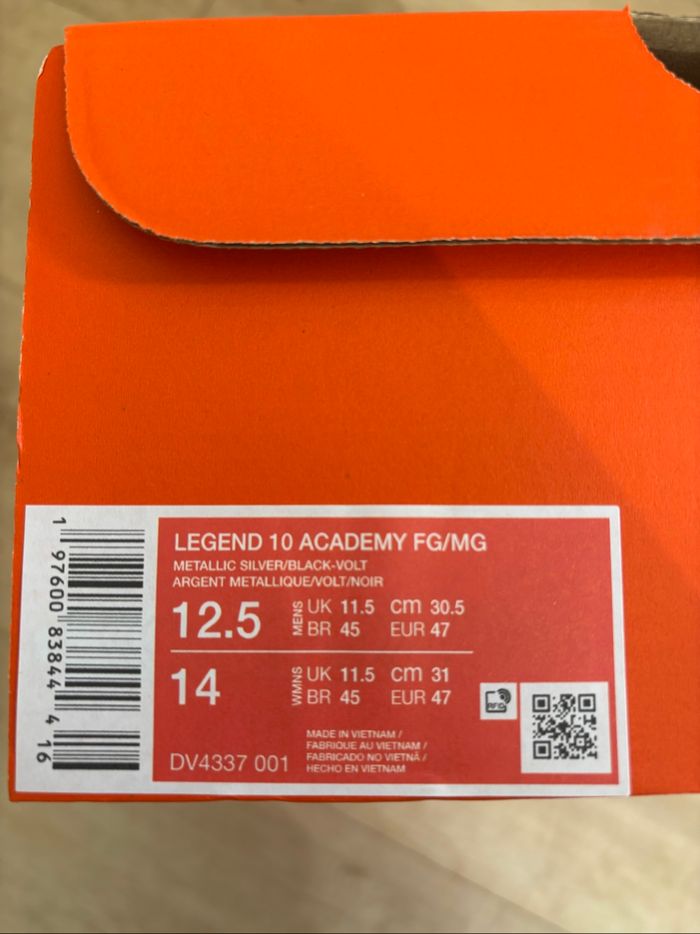 LEGEND 10 ACADEMY FG/MG
METALLIC SILVER/BLACK-VOLT
ARGENT METALLIQUE/VOLT/NOIR
12.5 MENS UK 11.5 cm 30.5
BR 45 EUR 47
14 WMNS UK 11.5 cm 31
BR 45 EUR 47
RFID
DV4337 001
MADE IN VIETNAM /
FABRIQUE AU VIETNAM /
FABRICADO NO VIETNÃ /
HECHO EN VIETNAM
1 97600 83844 4 16